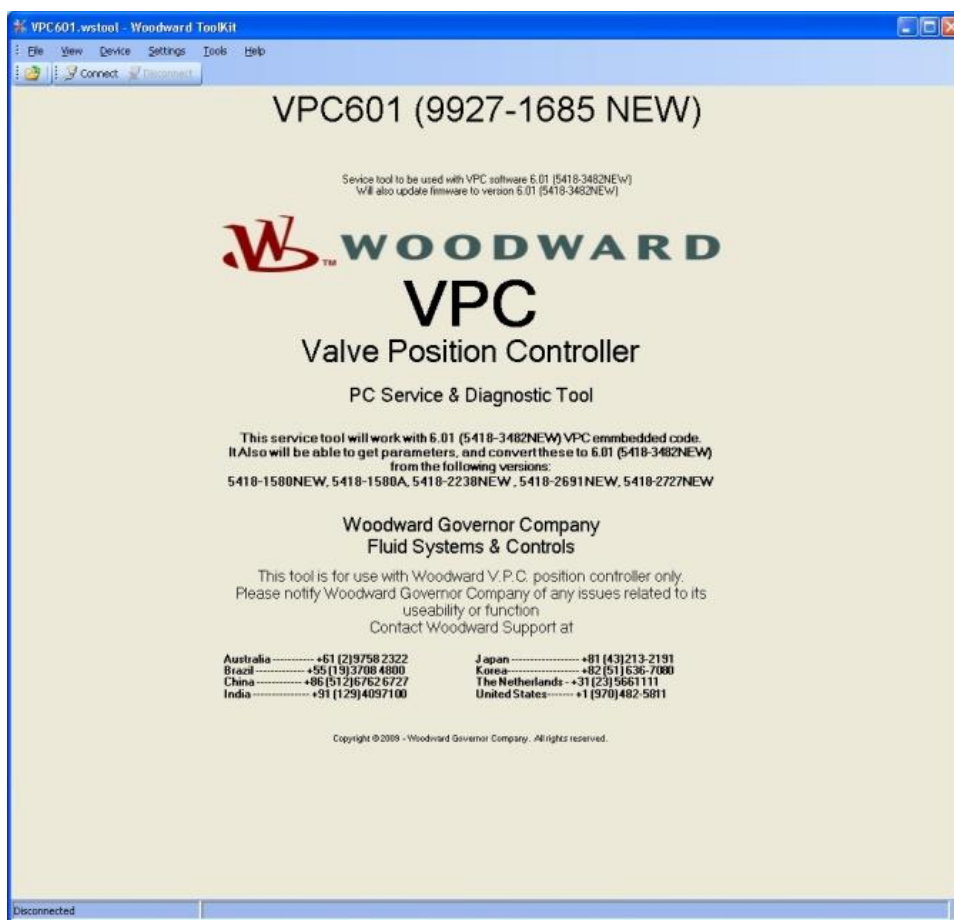 VPC601.wstool - Woodward ToolKit
File View Device Settings Tools Help
Connect Disconnect
VPC601 (9927-1685 NEW)
Sevice tool to be used with VPC software 6.01 (5418-3482NEW)
Will also update firmware to version 6.01 (5418-3482NEW)
WOODWARD
TM
VPC
Valve Position Controller
PC Service & Diagnostic Tool
This service tool will work with 6.01 (5418-3482NEW) VPC emmbedded code.
It Also will be able to get parameters, and convert these to 6.01 (5418-3482NEW)
from the following versions:
5418-1580NEW, 5418-1580A, 5418-2238NEW , 5418-2691NEW, 5418-2727NEW
Woodward Governor Company
Fluid Systems & Controls
This tool is for use with Woodward V.P.C. position controller only.
Please notify Woodward Governor Company of any issues related to its
useability or function
Contact Woodward Support at
Australia ----------- +61 (2)9758 2322
Brazil --------------- +55 (19)3708 4800
China ------------- +86 (512)6762 6727
India --------------- +91 (129)4097100
Japan ------------------ +81 (43)213-2191
Korea------------------- +82 (51)636-7080
The Netherlands - +31 (23)5661111
United States------- +1 (970)482-5811
Copyright © 2009 - Woodward Governor Company. All rights reserved.
Disconnected